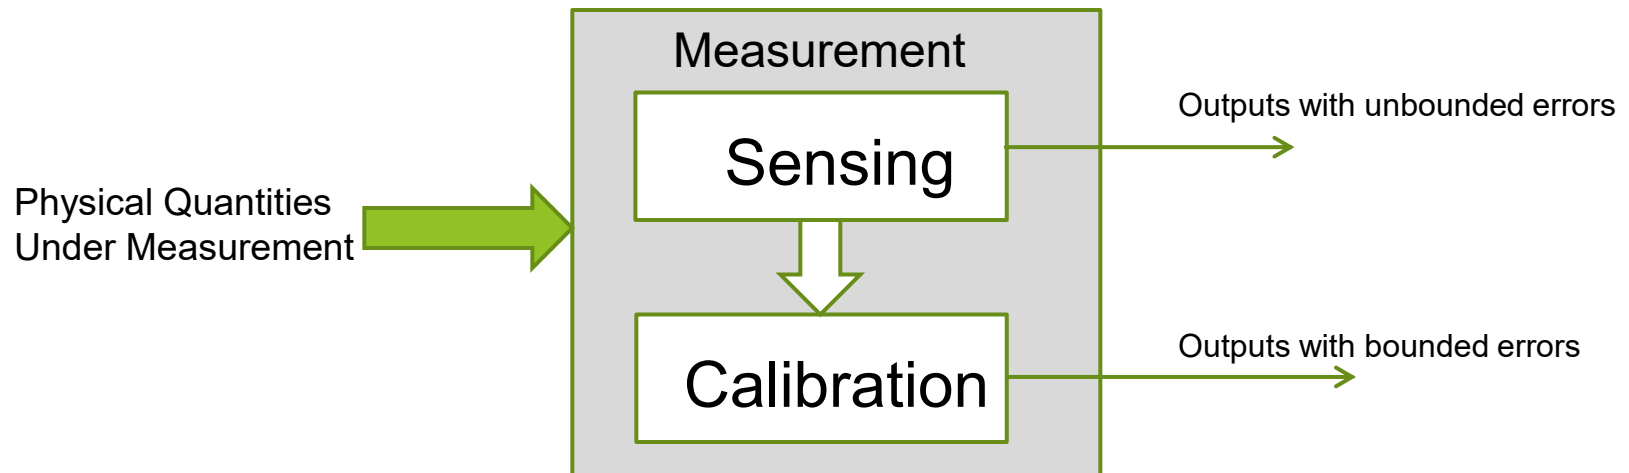 Measurement
Outputs with unbounded errors
Sensing
Physical Quantities
Under Measurement
Outputs with bounded errors
Calibration